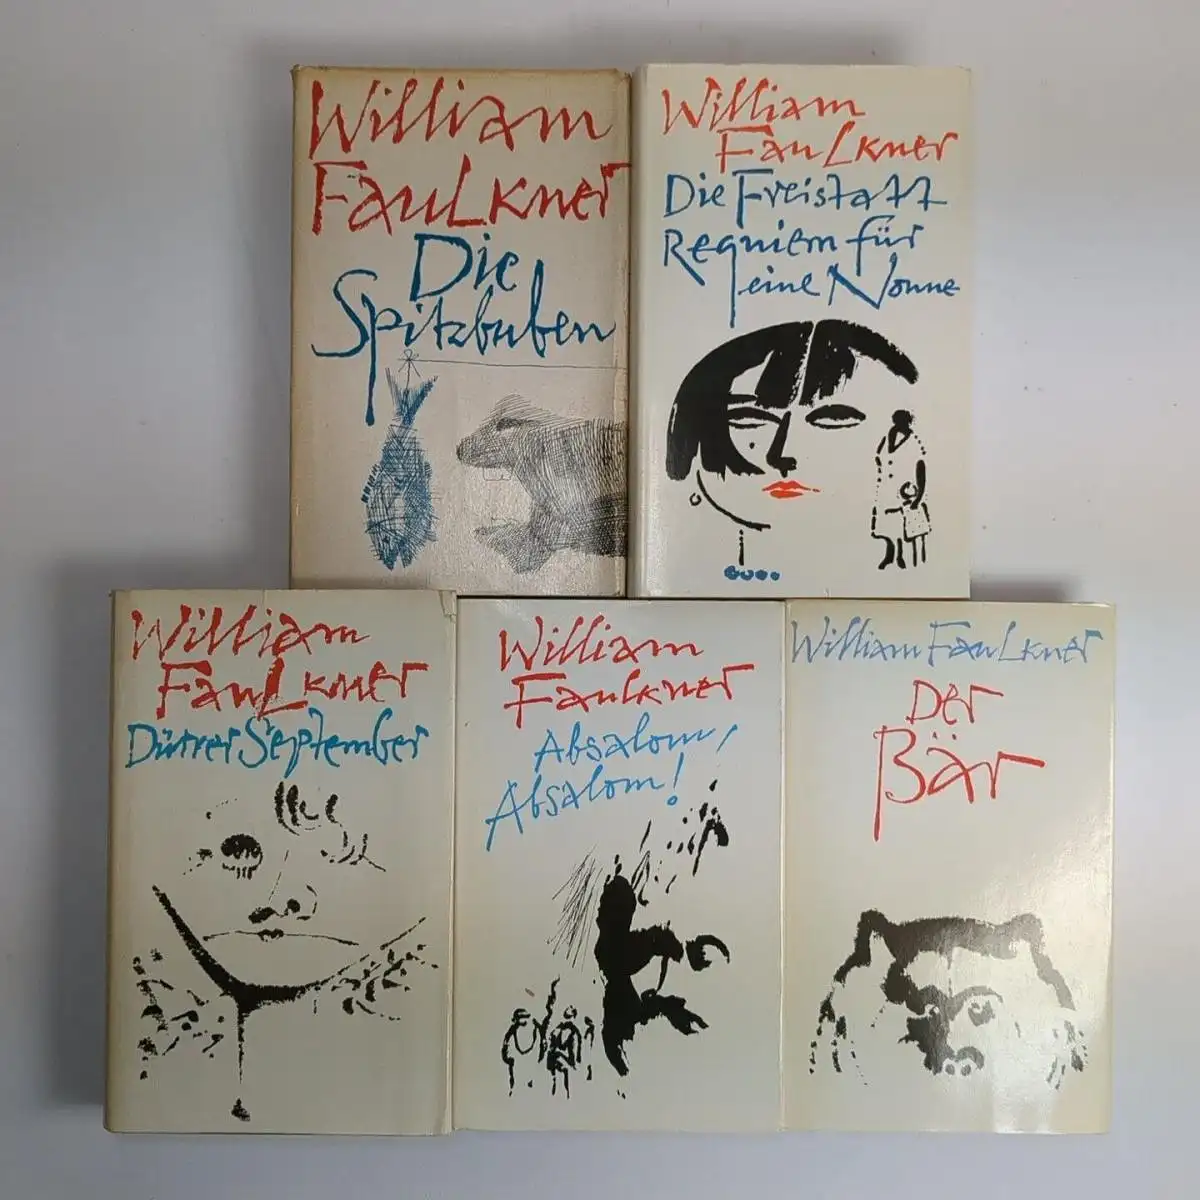 William
Faulkner
Die
Spitzbuben
William
Faulkner
Die Freistatt
Requiem für
eine Nonne
William
Faulkner
Dürrer September
William
Faulkner
Absalom,
Absalom!
William Faulkner
Der
Bär